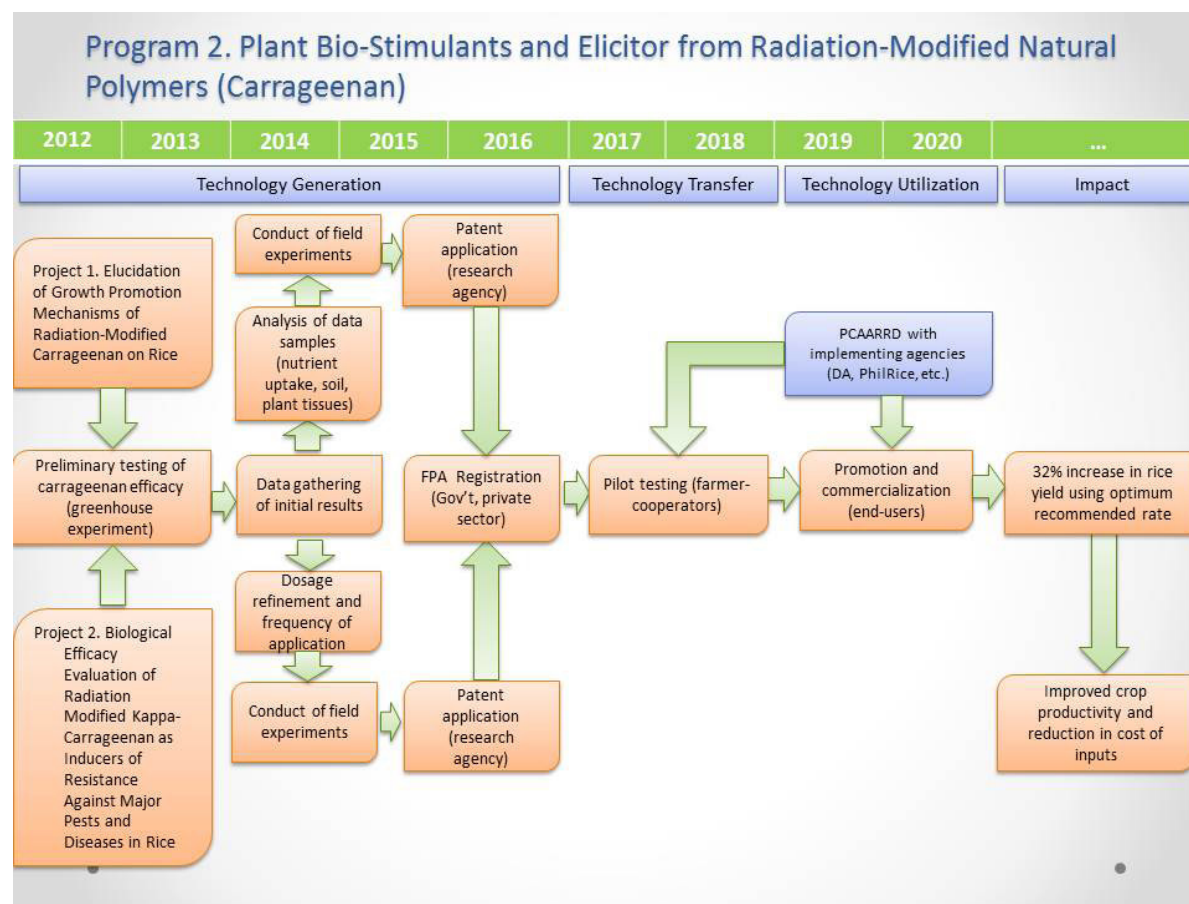 Program 2. Plant Bio-Stimulants and Elicitor from Radiation-Modified Natural
Polymers (Carrageenan)
2012 2013 2014 2015 2016 2017 2018 2019 2020 ...
Technology Generation
Technology Transfer
Technology Utilization
Impact
Project 1. Elucidation
of Growth Promotion
Mechanisms of
Radiation-Modified
Carrageenan on Rice
Preliminary testing of
carrageenan efficacy
(greenhouse
experiment)
Project 2. Biological
Efficacy
Evaluation of
Radiation
Modified Kappa-
Carrageenan as
Inducers of
Resistance
Against Major
Pests and
Diseases in Rice
Conduct of field
experiments
Analysis of data
samples
(nutrient
uptake, soil,
plant tissues)
Data gathering
of initial results
Dosage
refinement and
frequency of
application
Conduct of field
experiments
Patent
application
(research
agency)
FPA Registration
(Gov't, private
sector)
Patent
application
(research
agency)
Pilot testing (farmer-
cooperators)
PCAARRD with
implementing agencies
(DA, PhilRice, etc.)
Promotion and
commercialization
(end-users)
32% increase in rice
yield using optimum
recommended rate
Improved crop
productivity and
reduction in cost of
inputs